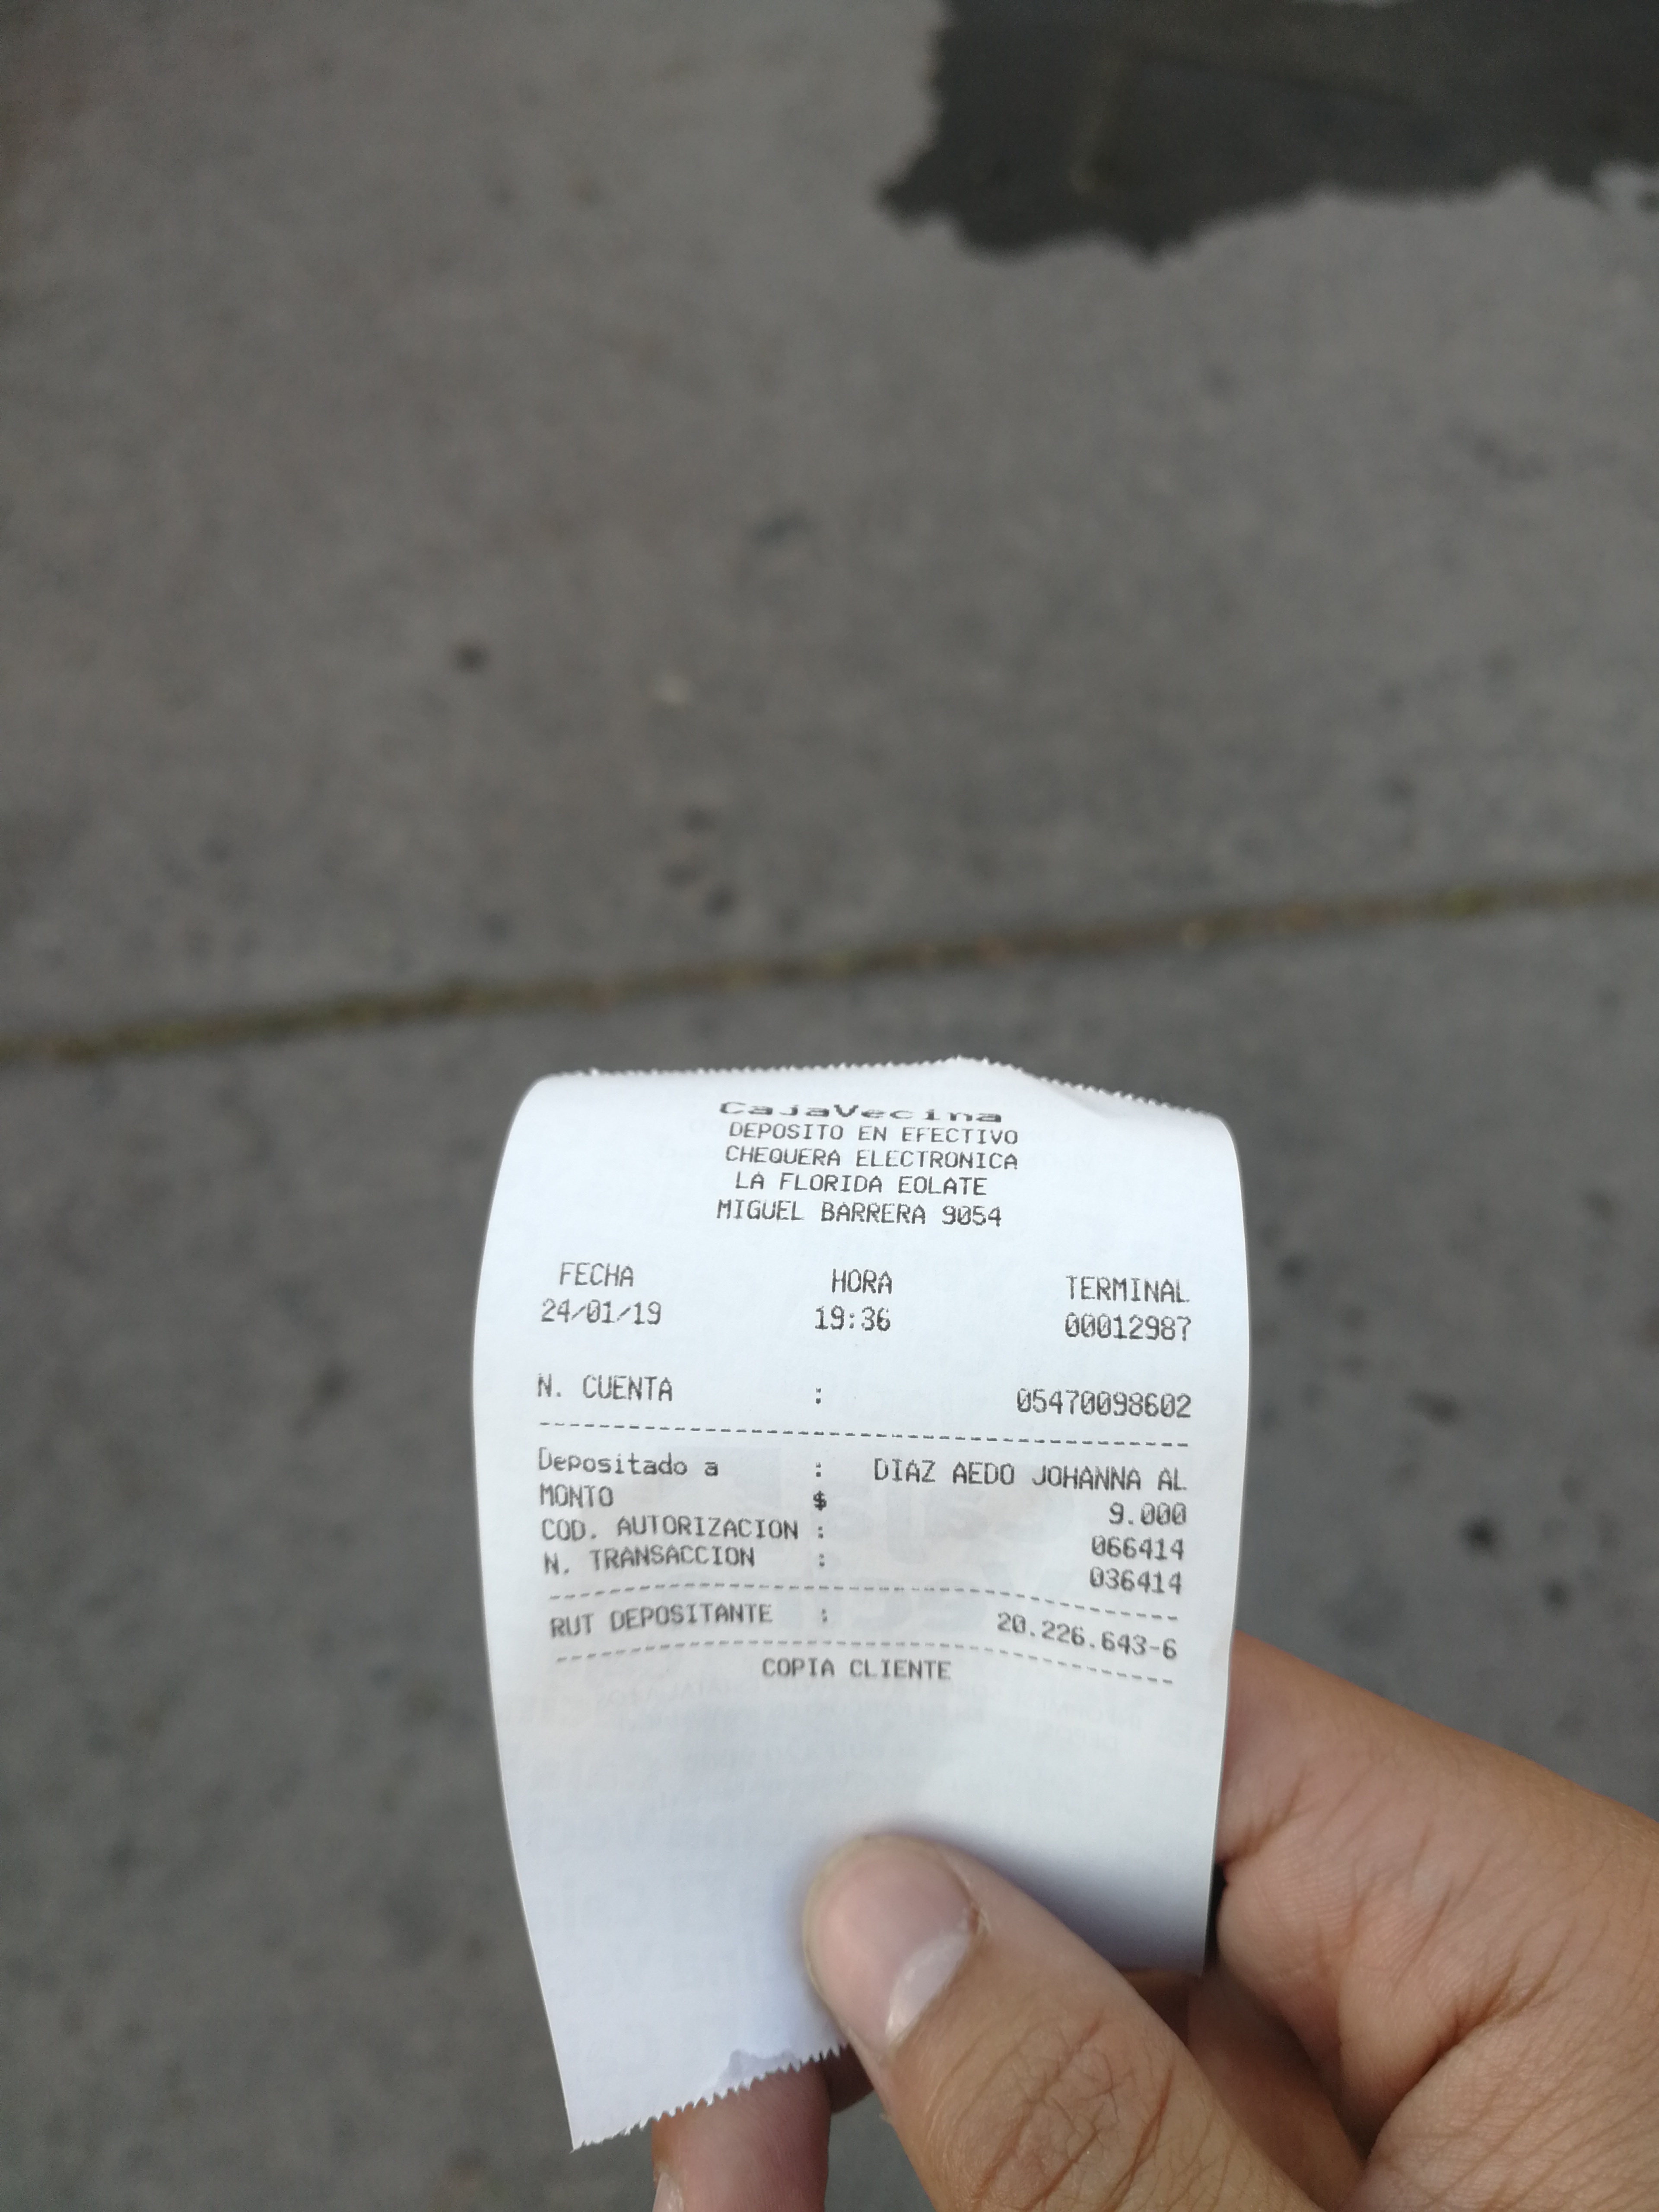 CajaVecina
DEPOSITO EN EFECTIVO
CHEQUERA ELECTRONICA
LA FLORIDA EOLATE
MIGUEL BARRERA 9054
FECHA HORA TERMINAL
24/01/19 19:36 00012987
N. CUENTA : 05470098602
Depositado a : DIAZ AEDO JOHANNA AL
MONTO $ 9.000
COD. AUTORIZACION : 066414
N. TRANSACCION : 036414
RUT DEPOSITANTE : 20.226.643-6
COPIA CLIENTE